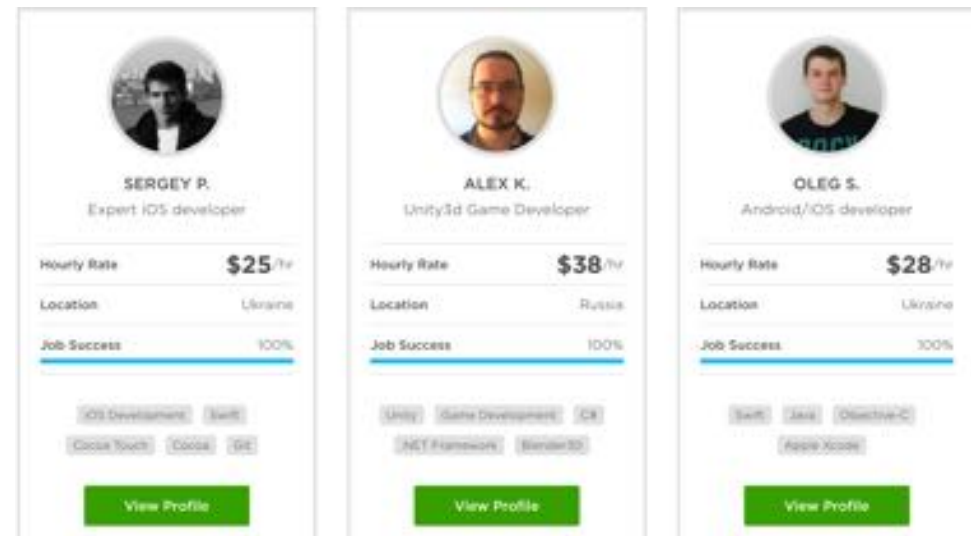 SERGEY P.
Expert iOS developer
Hourly Rate $25/hr
Location Ukraine
Job Success 100%
iOS Development Swift
Cocoa Touch Cocoa Git
View Profile
ALEX K.
Unity3d Game Developer
Hourly Rate $38/hr
Location Russia
Job Success 100%
Unity Game Development C#
.NET Framework Blender3D
View Profile
ROCK
OLEG S.
Android/iOS developer
Hourly Rate $28/hr
Location Ukraine
Job Success 100%
Swift Java Objective-C
Apple Xcode
View Profile